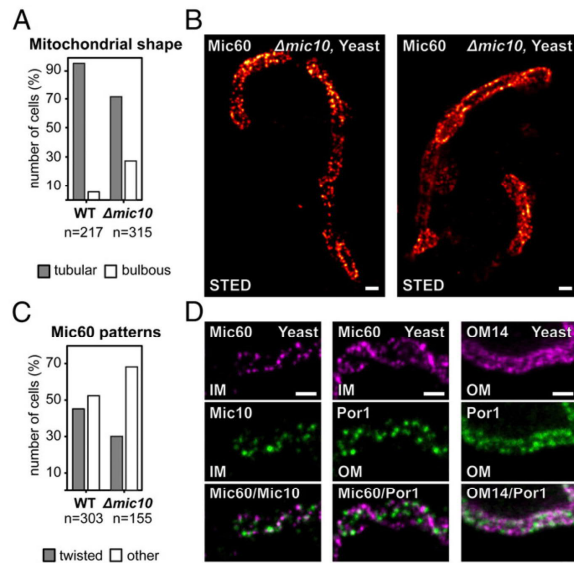 A
Mitochondrial shape
number of cells (%)
90
70
50
30
10
WT Δmic10
n=217 n=315
tubular bulbous
B
Mic60 Δmic10, Yeast
STED
Mic60 Δmic10, Yeast
STED
C
Mic60 patterns
number of cells (%)
70
50
30
10
WT Δmic10
n=303 n=155
twisted other
D
Mic60 Yeast
IM
Mic60 Yeast
IM
OM14 Yeast
OM
Mic10
IM
Por1
OM
Por1
OM
Mic60/Mic10
Mic60/Por1
OM14/Por1